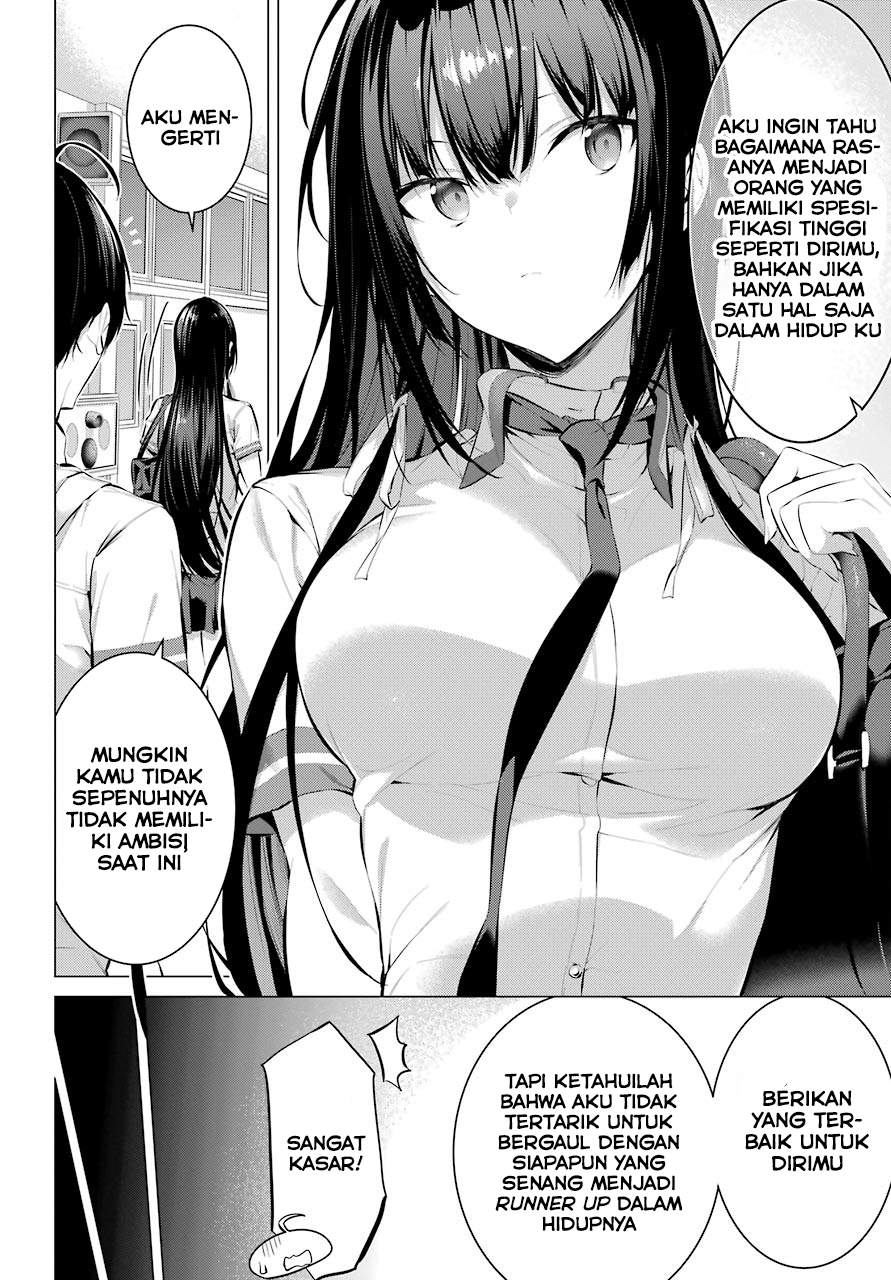 AKU INGIN TAHU
BAGAIMANA RAS-
ANYA MENJADI
ORANG YANG
MEMILIKI SPESI-
FIKASI TINGGI
SEPERTI DIRIMU,
BAHKAN JIKA
HANYA DALAM
SATU HAL SAJA
DALAM HIDUP KU
AKU MEN-
GERTI
MUNGKIN
KAMU TIDAK
SEPENUHNYA
TIDAK MEMILI-
KI AMBISI
SAAT INI
BERIKAN
YANG TER-
BAIK UNTUK
DIRIMU
TAPI KETAHUILAH
BAHWA AKU TIDAK
TERTARIK UNTUK
BERGAUL DENGAN
SIAPAPUN YANG
SENANG MENJADI
RUNNER UP DALAM
HIDUPNYA
SANGAT
KASAR!